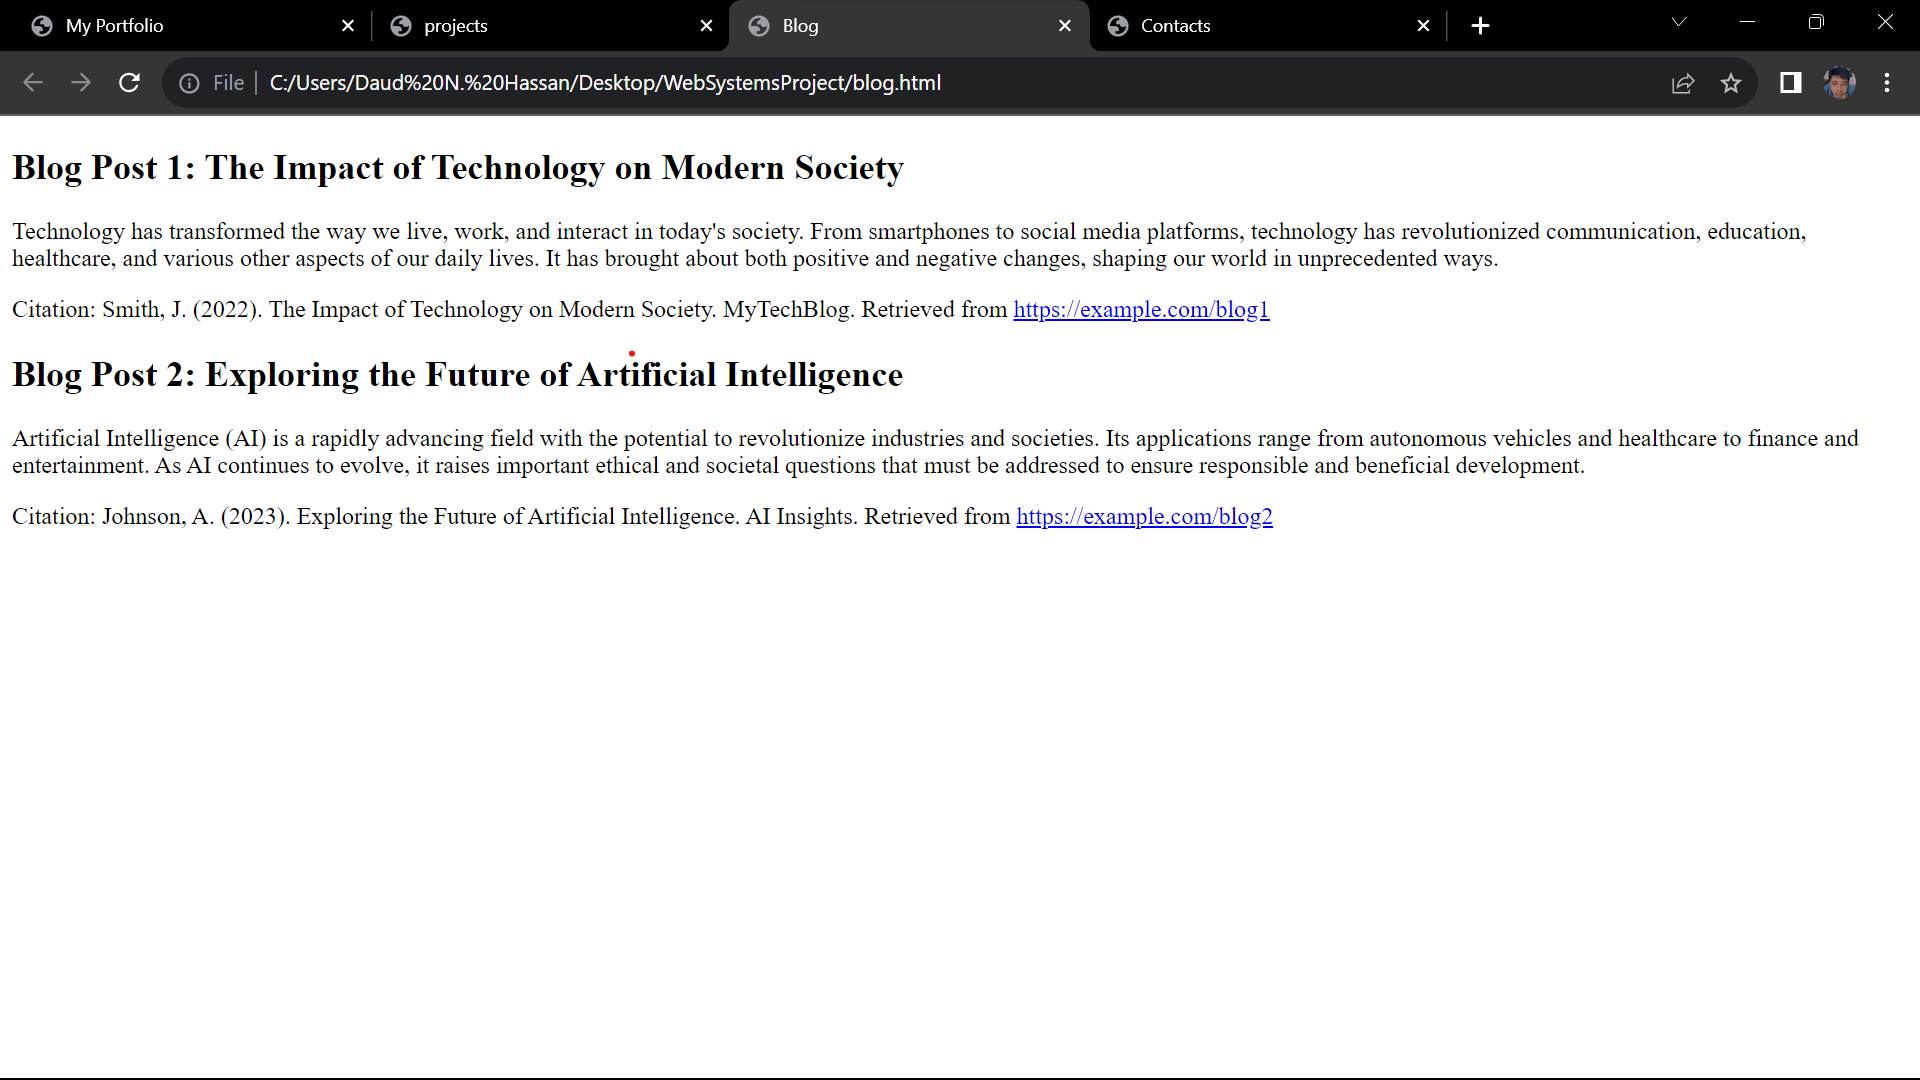 My Portfolio
projects
Blog
Contacts
File
C:/Users/Daud%20N.%20Hassan/Desktop/WebSystemsProject/blog.html
Blog Post 1: The Impact of Technology on Modern Society
Technology has transformed the way we live, work, and interact in today's society. From smartphones to social media platforms, technology has revolutionized communication, education,
healthcare, and various other aspects of our daily lives. It has brought about both positive and negative changes, shaping our world in unprecedented ways.
Citation: Smith, J. (2022). The Impact of Technology on Modern Society. MyTechBlog. Retrieved from https://example.com/blog1
Blog Post 2: Exploring the Future of Artificial Intelligence
Artificial Intelligence (AI) is a rapidly advancing field with the potential to revolutionize industries and societies. Its applications range from autonomous vehicles and healthcare to finance and
entertainment. As AI continues to evolve, it raises important ethical and societal questions that must be addressed to ensure responsible and beneficial development.
Citation: Johnson, A. (2023). Exploring the Future of Artificial Intelligence. AI Insights. Retrieved from https://example.com/blog2